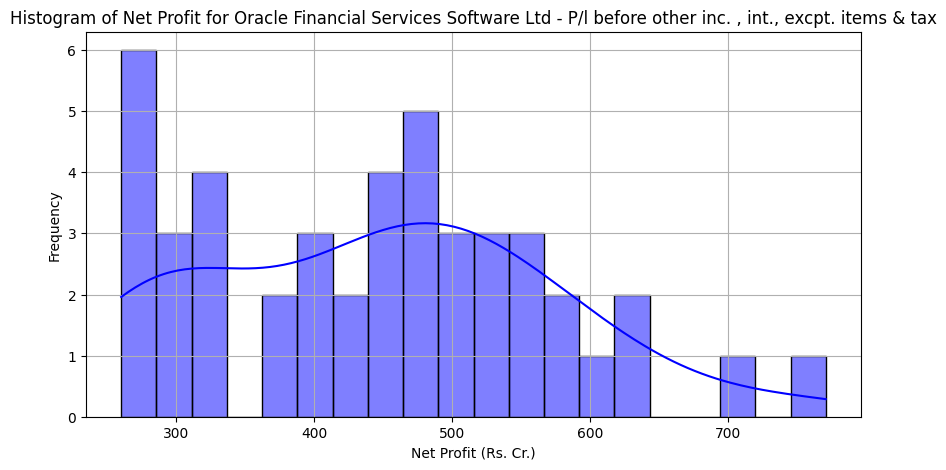 Histogram of Net Profit for Oracle Financial Services Software Ltd - P/l before other inc. , int., excpt. items & tax
6
5
4
3
2
1
0
Frequency
300 400 500 600 700
Net Profit (Rs. Cr.)